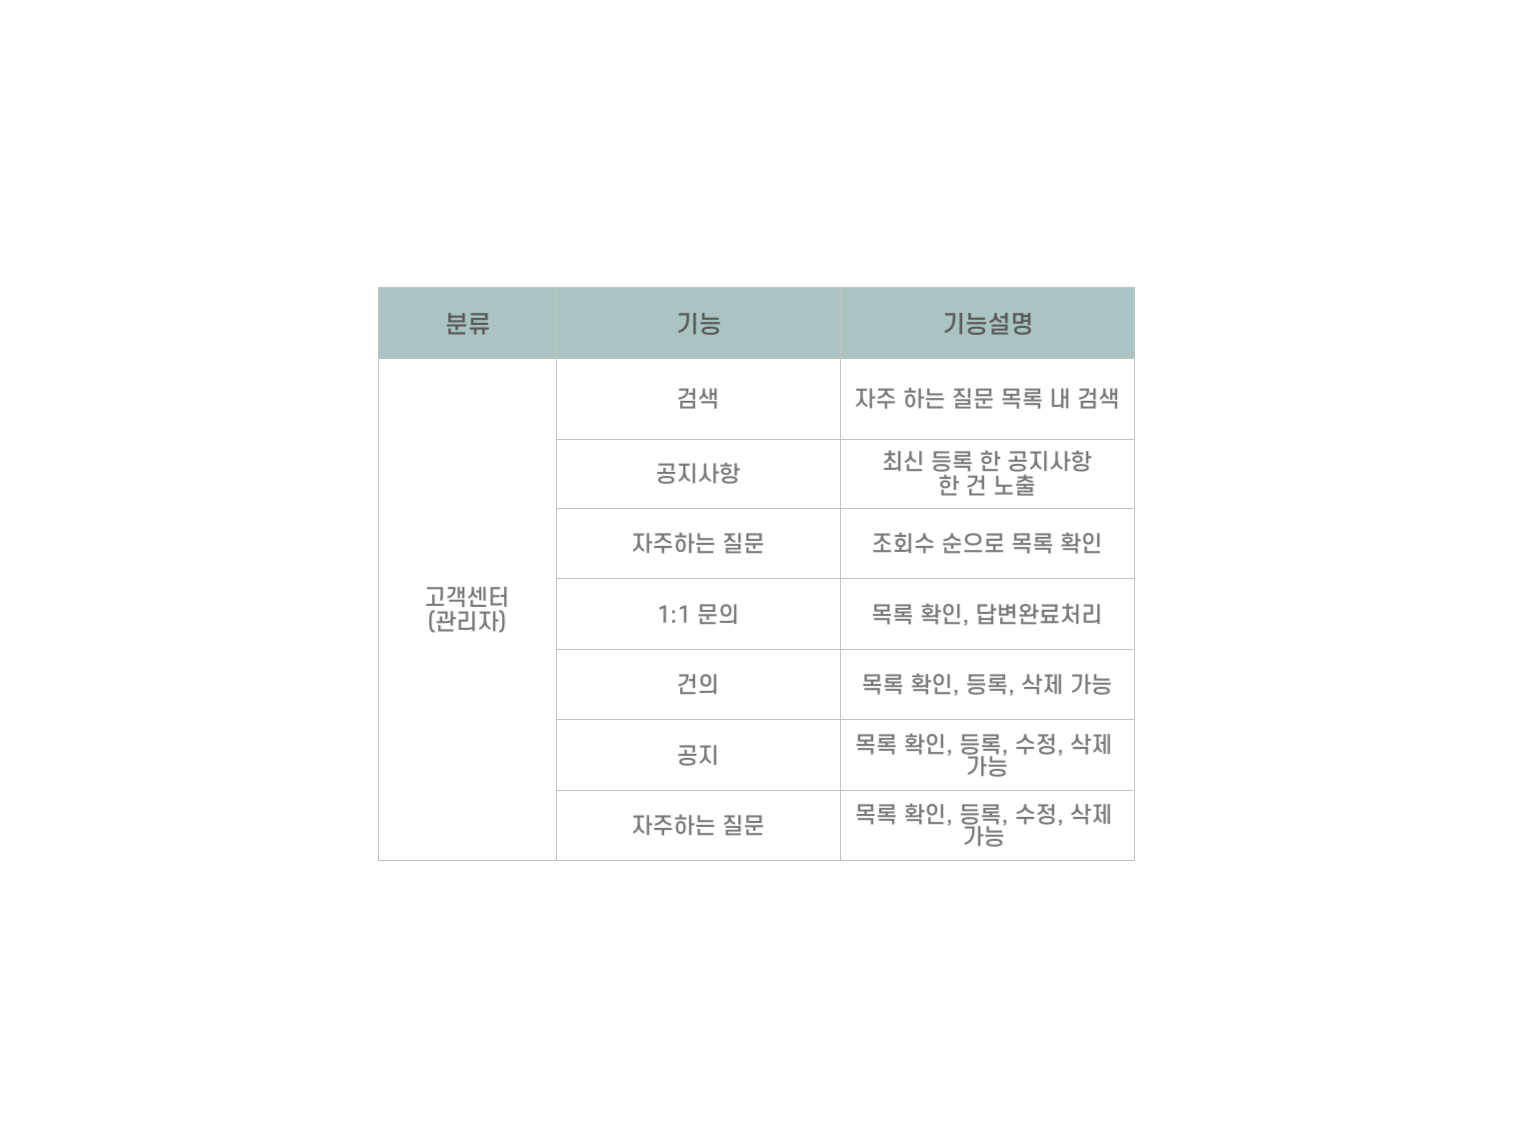 분류
기능
기능설명
고객센터
(관리자)
검색
자주 하는 질문 목록 내 검색
공지사항
최신 등록 한 공지사항
한 건 노출
자주하는 질문
조회수 순으로 목록 확인
1:1 문의
목록 확인, 답변완료처리
건의
목록 확인, 등록, 삭제 가능
공지
목록 확인, 등록, 수정, 삭제
가능
자주하는 질문
목록 확인, 등록, 수정, 삭제
가능